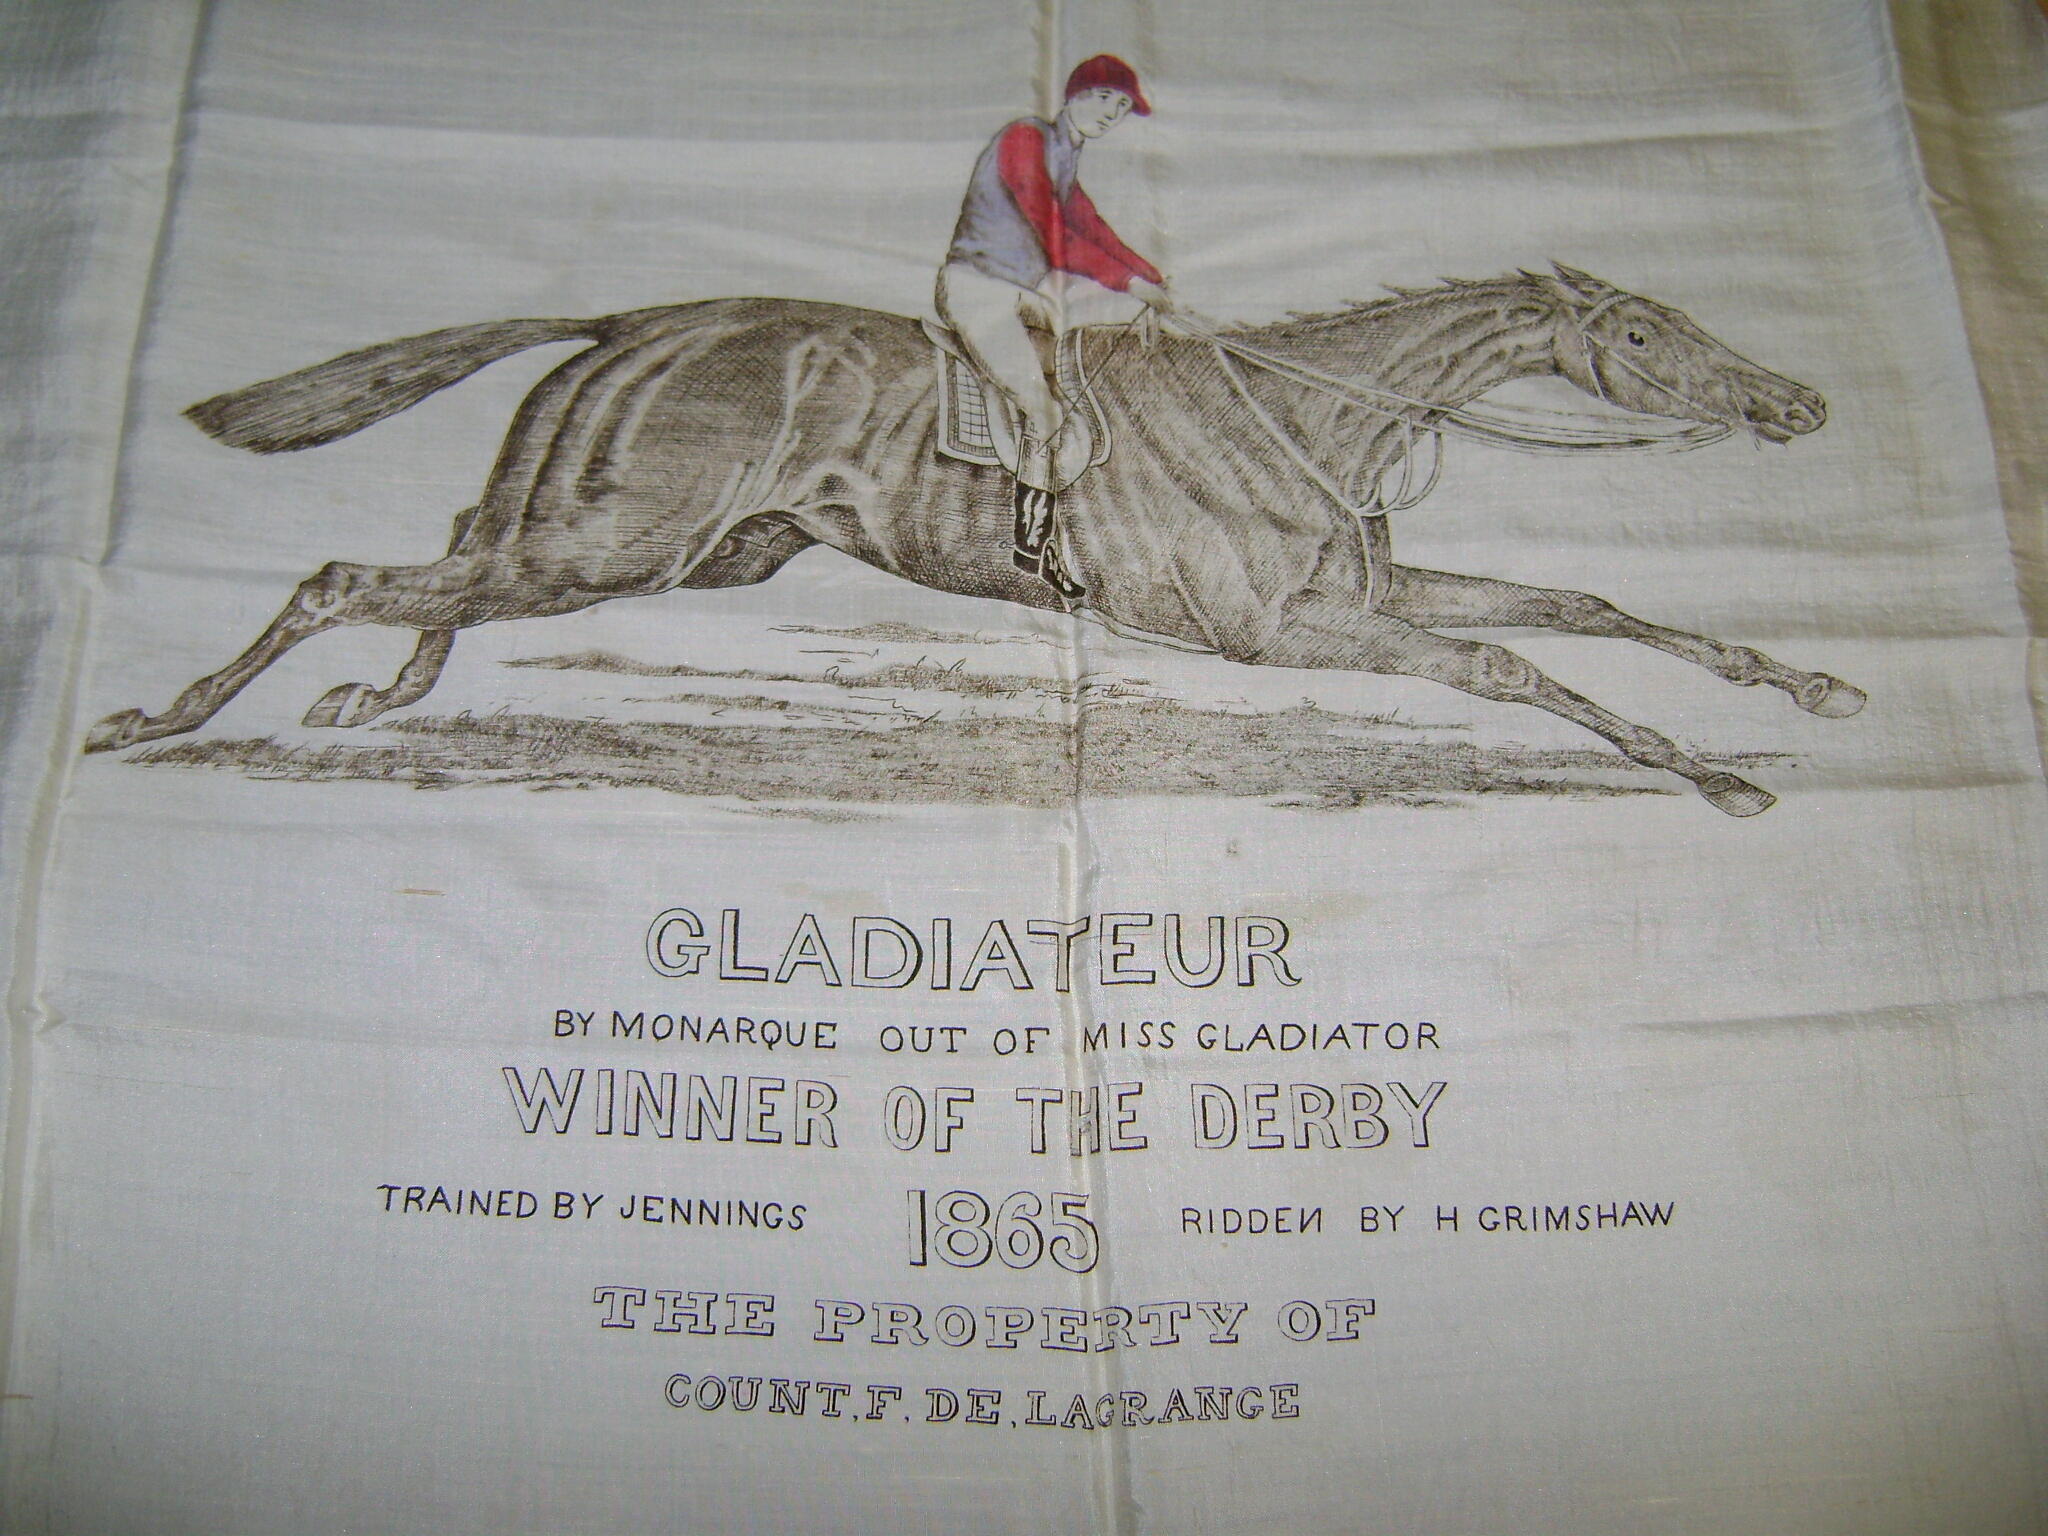 GLADIATEUR
BY MONARQUE OUT OF MISS GLADIATOR
WINNER OF THE DERBY
TRAINED BY JENNINGS 1865 RIDDEN BY H GRIMSHAW
THE PROPERTY OF
COUNT, F. DE, LAGRANGE